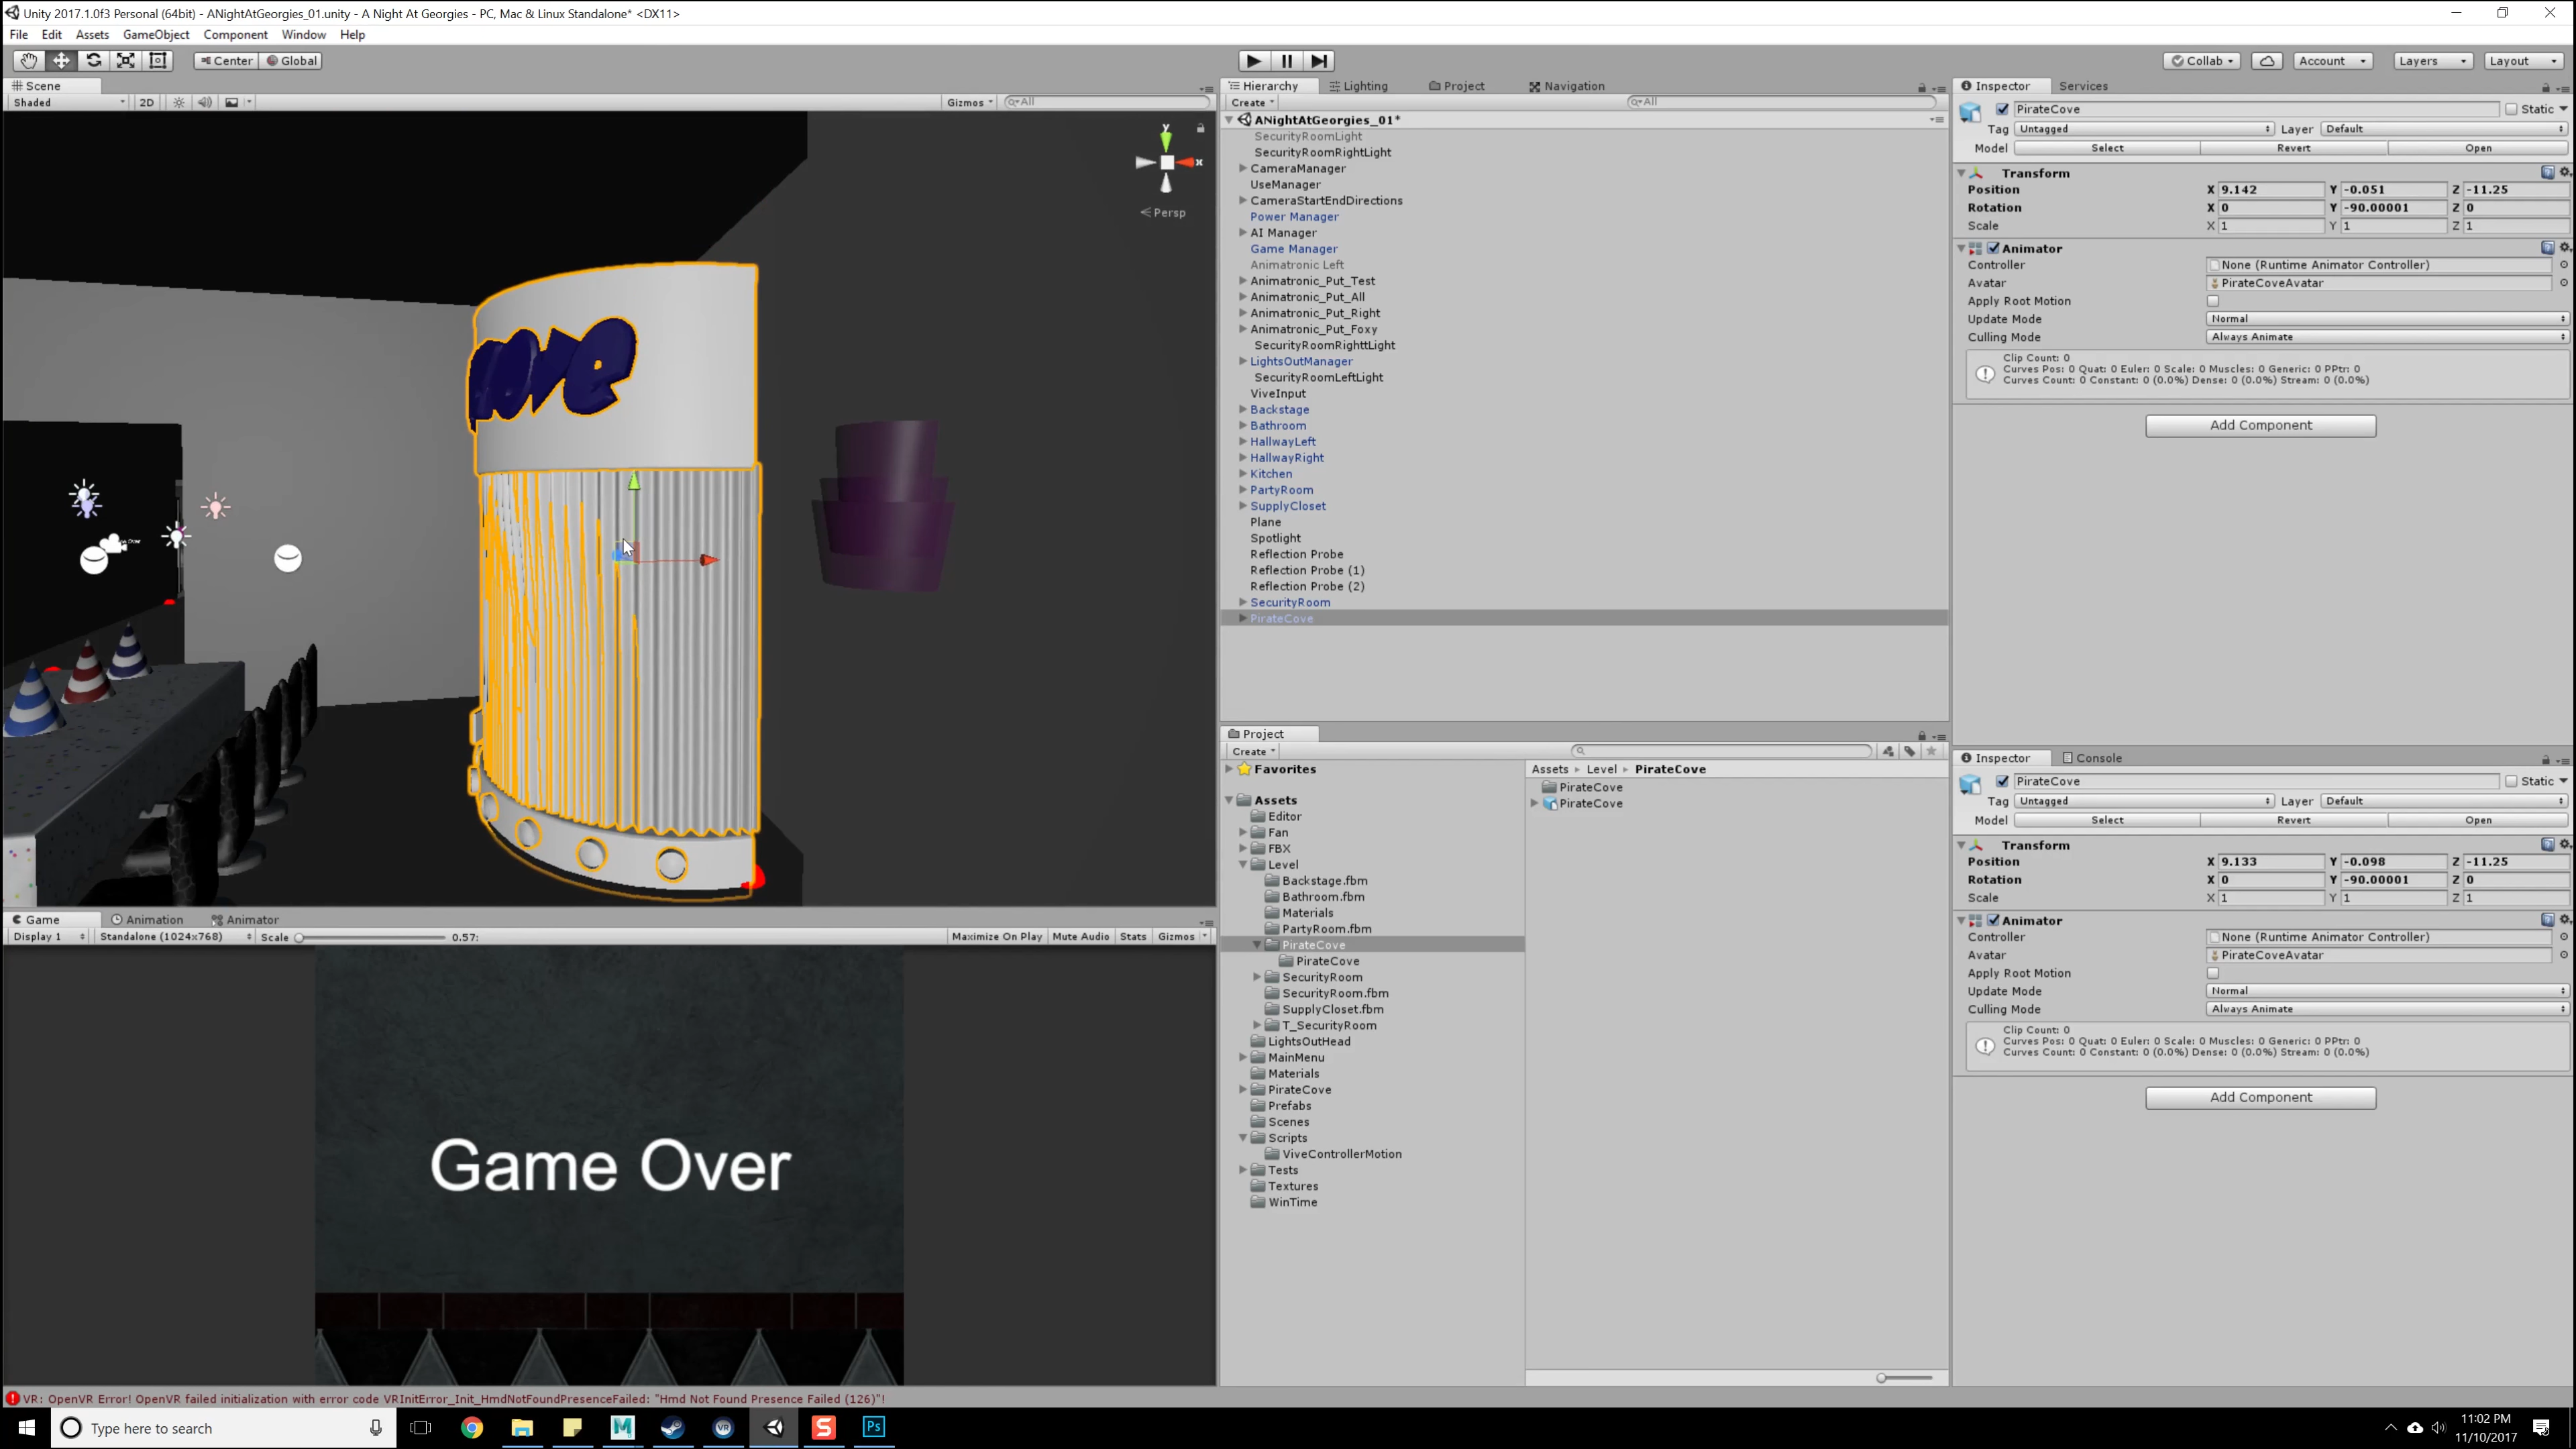 Unity 2017.1.0f3 Personal (64bit) - ANightAtGeorgies_01.unity - A Night At Georgies - PC, Mac & Linux Standalone* <DX11>
File Edit Assets GameObject Component Window Help
Center Global
Collab Account Layers Layout
Scene
Shaded 2D Gizmos All
y
x
Persp
ove
Hierarchy Lighting Project Navigation
Create All
ANightAtGeorgies_01*
SecurityRoomLight
SecurityRoomRightLight
CameraManager
UseManager
CameraStartEndDirections
Power Manager
AI Manager
Game Manager
Animatronic Left
Animatronic_Put_Test
Animatronic_Put_All
Animatronic_Put_Right
Animatronic_Put_Foxy
SecurityRoomRighttLight
LightsOutManager
SecurityRoomLeftLight
ViveInput
Backstage
Bathroom
HallwayLeft
HallwayRight
Kitchen
PartyRoom
SupplyCloset
Plane
Spotlight
Reflection Probe
Reflection Probe (1)
Reflection Probe (2)
SecurityRoom
PirateCove
Inspector Services
PirateCove Static
Tag Untagged Layer Default
Model Select Revert Open
Transform
Position X 9.142 Y -0.051 Z -11.25
Rotation X 0 Y -90.00001 Z 0
Scale X 1 Y 1 Z 1
Animator
Controller None (Runtime Animator Controller)
Avatar PirateCoveAvatar
Apply Root Motion
Update Mode Normal
Culling Mode Always Animate
Clip Count: 0
Curves Pos: 0 Quat: 0 Euler: 0 Scale: 0 Muscles: 0 Generic: 0 PPtr: 0
Curves Count: 0 Constant: 0 (0.0%) Dense: 0 (0.0%) Stream: 0 (0.0%)
Add Component
Game Animation Animator
Display 1 Standalone (1024x768) Scale 0.57: Maximize On Play Mute Audio Stats Gizmos
Game Over
Project
Create
Favorites
Assets
Editor
Fan
FBX
Level
Backstage.fbm
Bathroom.fbm
Materials
PartyRoom.fbm
PirateCove
PirateCove
SecurityRoom
SecurityRoom.fbm
SupplyCloset.fbm
T_SecurityRoom
LightsOutHead
MainMenu
Materials
PirateCove
Prefabs
Scenes
Scripts
ViveControllerMotion
Tests
Textures
WinTime
Assets Level PirateCove
PirateCove
PirateCove
Inspector Console
PirateCove Static
Tag Untagged Layer Default
Model Select Revert Open
Transform
Position X 9.133 Y -0.098 Z -11.25
Rotation X 0 Y -90.00001 Z 0
Scale X 1 Y 1 Z 1
Animator
Controller None (Runtime Animator Controller)
Avatar PirateCoveAvatar
Apply Root Motion
Update Mode Normal
Culling Mode Always Animate
Clip Count: 0
Curves Pos: 0 Quat: 0 Euler: 0 Scale: 0 Muscles: 0 Generic: 0 PPtr: 0
Curves Count: 0 Constant: 0 (0.0%) Dense: 0 (0.0%) Stream: 0 (0.0%)
Add Component
VR: OpenVR Error! OpenVR failed initialization with error code VRInitError_Init_HmdNotFoundPresenceFailed: "Hmd Not Found Presence Failed (126)"!
Type here to search
M
VR
S
Ps
11:02 PM
11/10/2017